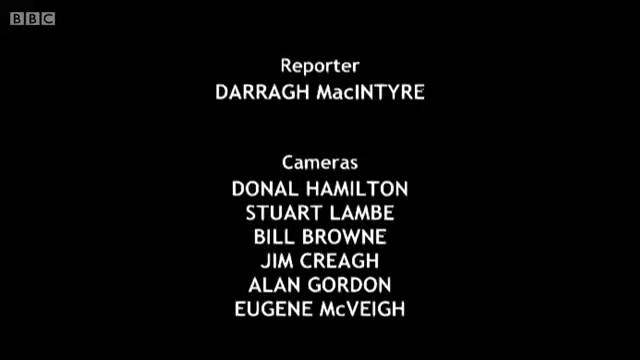 BBC
Reporter
DARRAGH MacINTYRE
Cameras
DONAL HAMILTON
STUART LAMBE
BILL BROWNE
JIM CREAGH
ALAN GORDON
EUGENE McVEIGH